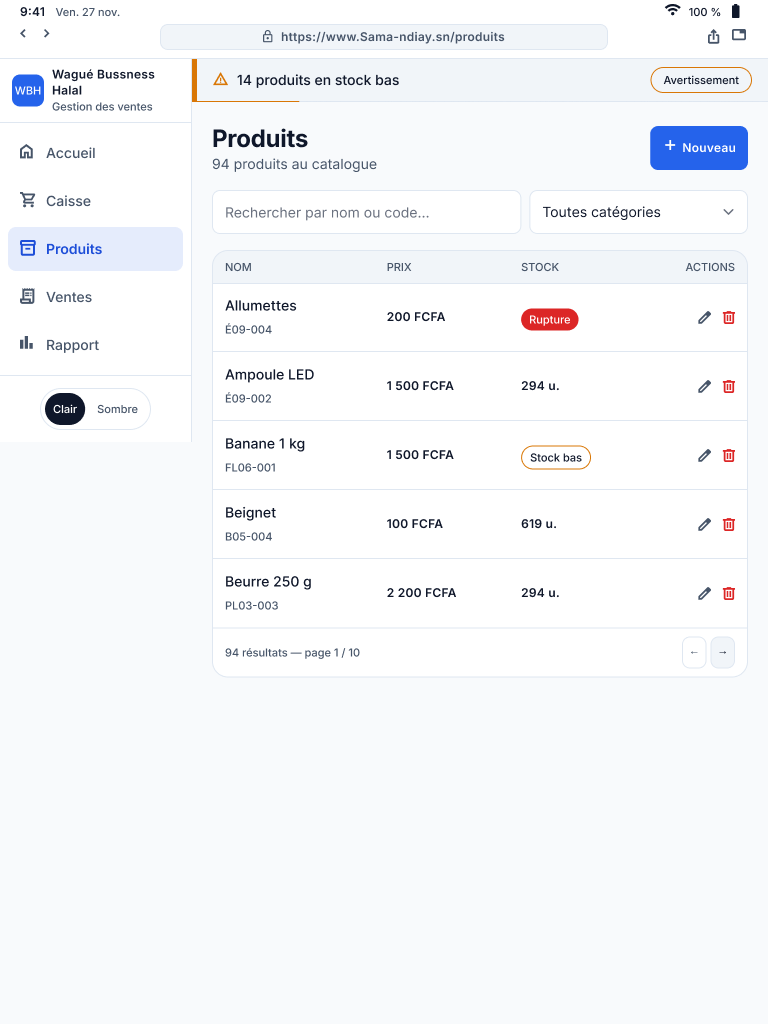 9:41 Ven. 27 nov.
100 %
https://www.Sama-ndiay.sn/produits
WBH
Wagué Bussness
Halal
Gestion des ventes
14 produits en stock bas
Avertissement
Accueil
Caisse
Produits
Ventes
Rapport
Clair
Sombre
Produits
94 produits au catalogue
+ Nouveau
Rechercher par nom ou code...
Toutes catégories
NOM PRIX STOCK ACTIONS
Allumettes
É09-004
200 FCFA
Rupture
Ampoule LED
É09-002
1 500 FCFA
294 u.
Banane 1 kg
FL06-001
1 500 FCFA
Stock bas
Beignet
B05-004
100 FCFA
619 u.
Beurre 250 g
PL03-003
2 200 FCFA
294 u.
94 résultats — page 1 / 10
← →